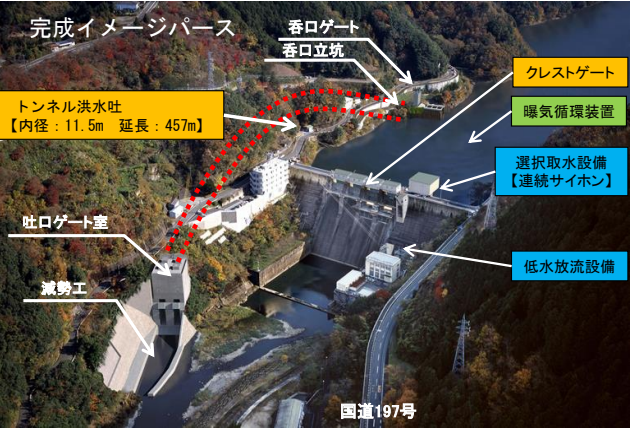 完成イメージパース
呑口ゲート
呑口立坑
クレストゲート
トンネル洪水吐
【内径：11.5m　延長：457m】
曝気循環装置
選択取水設備
【連続サイホン】
吐口ゲート室
低水放流設備
減勢工
国道197号